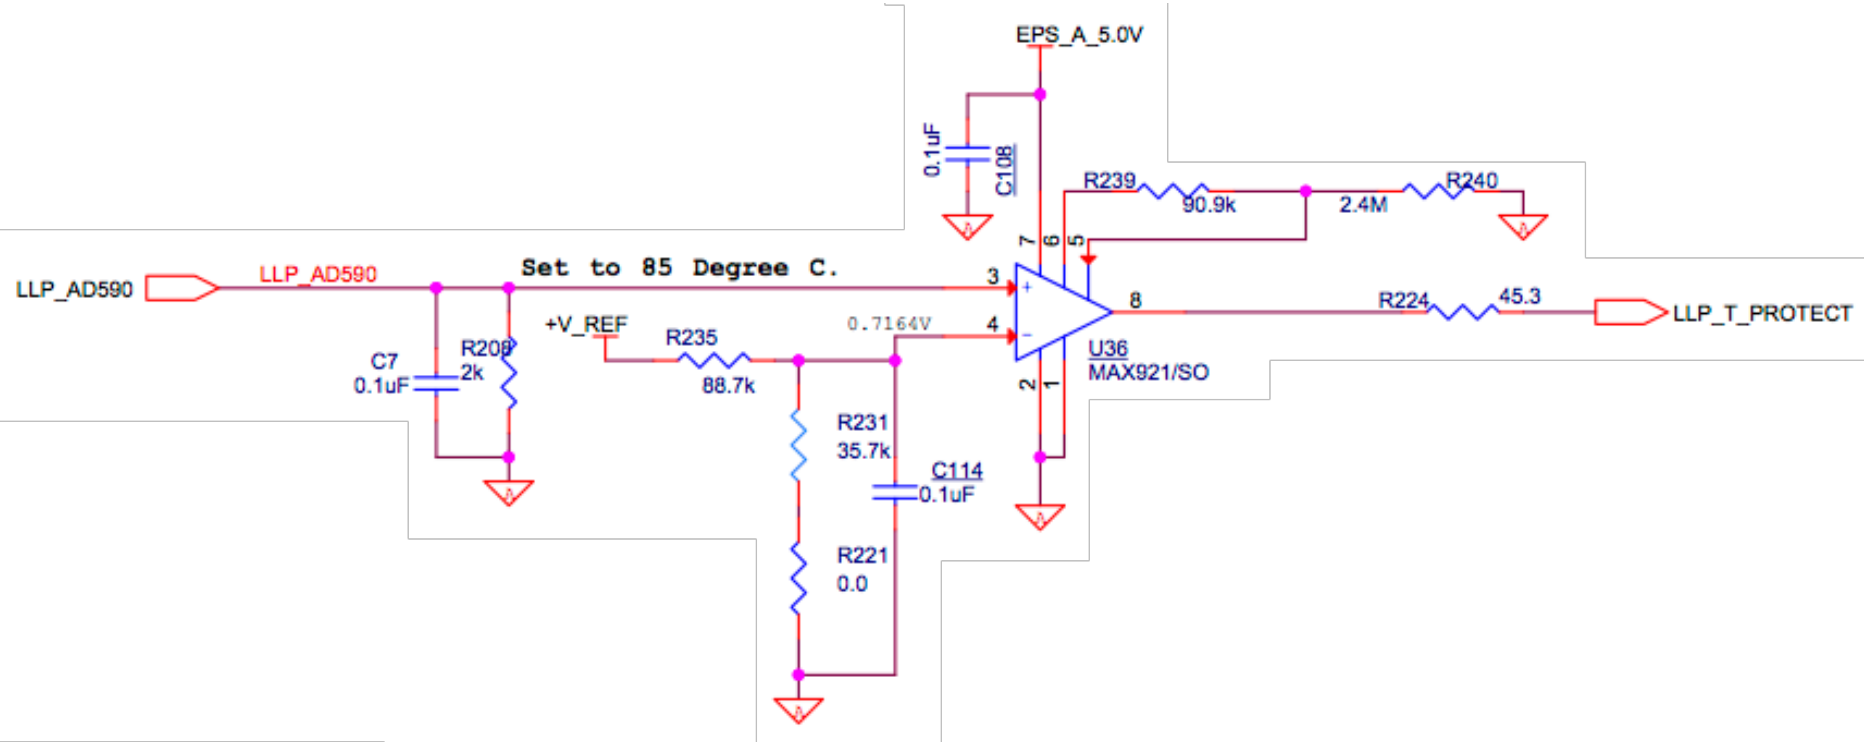 EPS_A_5.0V
0.1uF
C108
R239
90.9k
R240
2.4M
7
6
5
LLP_AD590
LLP_AD590
Set to 85 Degree C.
3
+
+V_REF
R235
88.7k
0.7164V
4
-
8
R224
45.3
LLP_T_PROTECT
U36
MAX921/SO
2
1
C7
0.1uF
2k
R231
35.7k
C114
0.1uF
R221
0.0
A
A
A
A
A